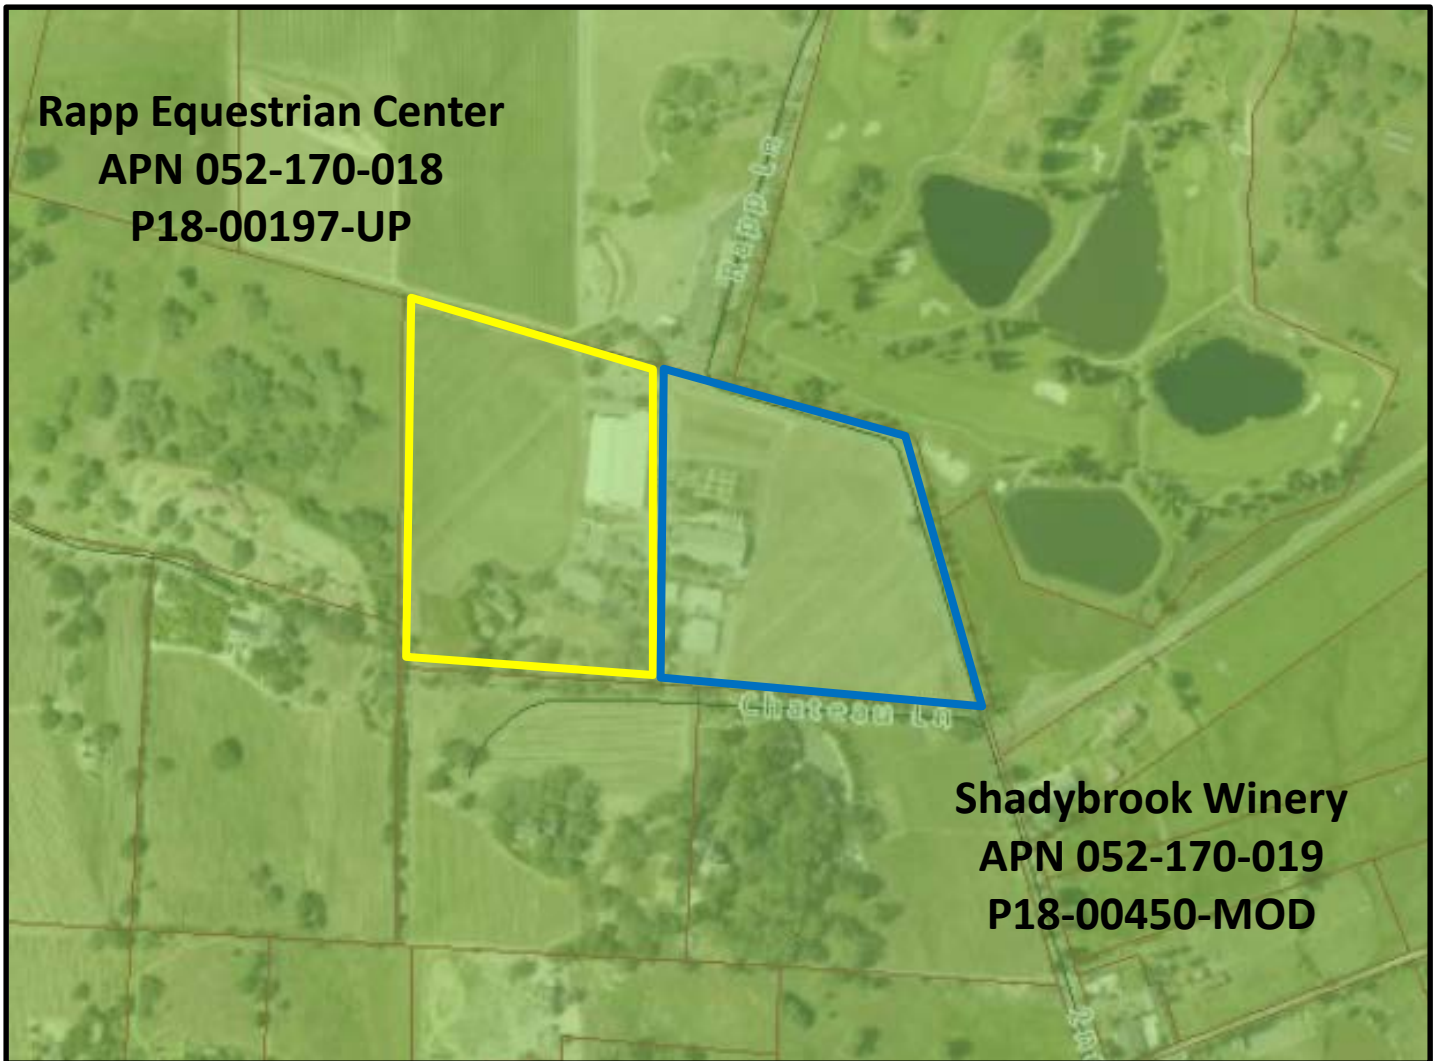 Rapp Equestrian Center
APN 052-170-018
P18-00197-UP
Rapp Ln
Chateau Ln
Shadybrook Winery
APN 052-170-019
P18-00450-MOD